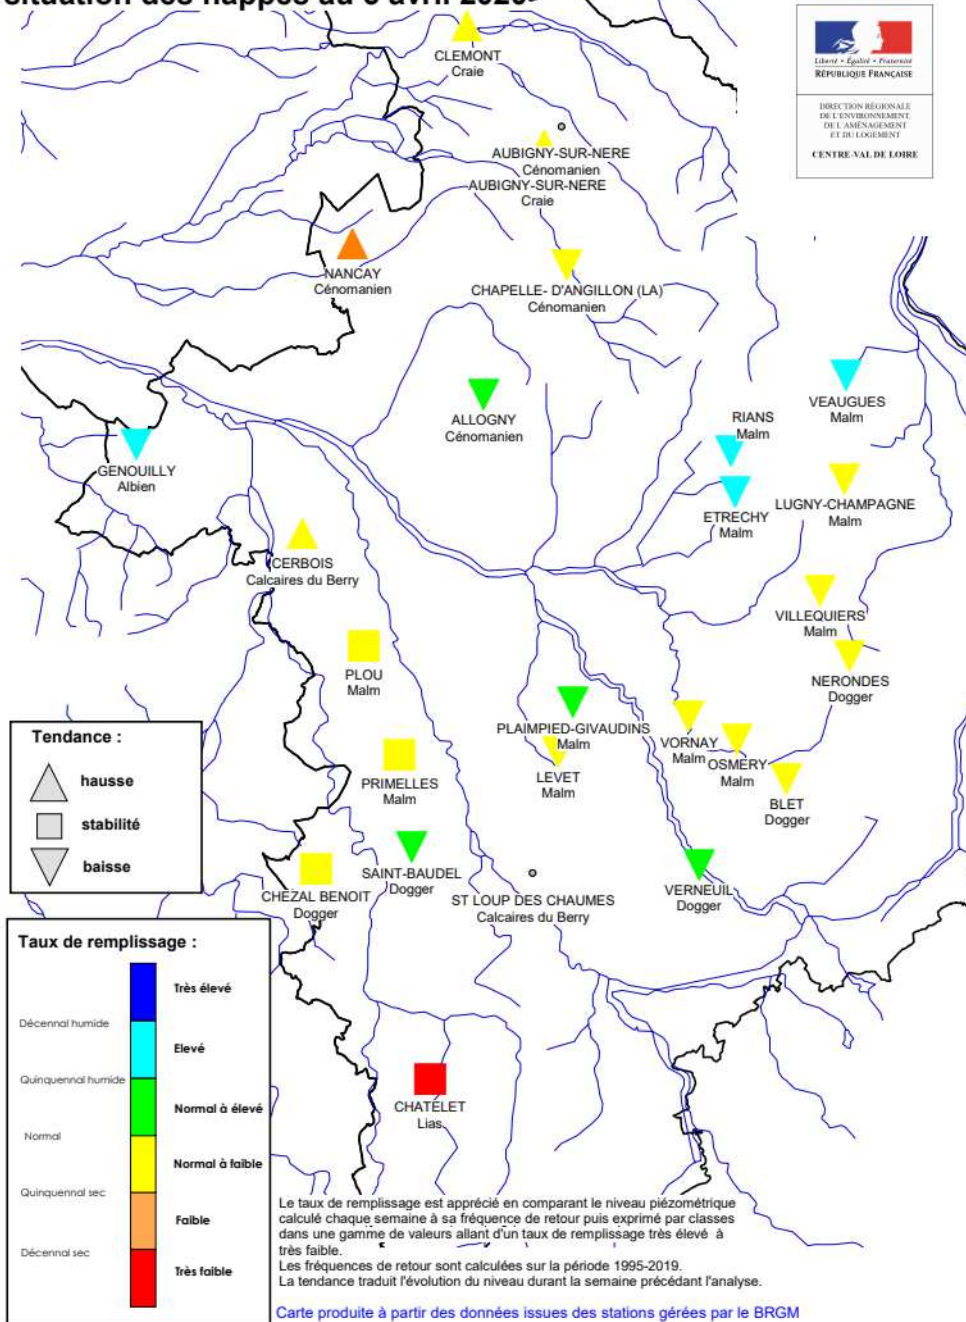 situation des nappes au 5 avril 2020
Liberté • Égalité • Fraternité
RÉPUBLIQUE FRANÇAISE
DIRECTION RÉGIONALE
DE L'ENVIRONNEMENT,
DE L'AMÉNAGEMENT
ET DU LOGEMENT
CENTRE-VAL DE LOIRE
CLEMONT
Craie
AUBIGNY-SUR-NERE
Cénomanien
AUBIGNY-SUR-NERE
Craie
NANCAY
Cénomanien
CHAPELLE- D'ANGILLON (LA)
Cénomanien
VEAUGUES
Malm
ALLOGNY
Cénomanien
RIANS
Malm
GENOUILLY
Albien
LUGNY-CHAMPAGNE
Malm
ETRECHY
Malm
CERBOIS
Calcaires du Berry
VILLEQUIERS
Malm
PLOU
Malm
NERONDES
Dogger
PLAIMPIED-GIVAUDINS
Malm
VORNAY
Malm
OSMERY
Malm
LEVET
Malm
PRIMELLES
Malm
BLET
Dogger
SAINT-BAUDEL
Dogger
CHEZAL BENOIT
Dogger
ST LOUP DES CHAUMES
Calcaires du Berry
VERNEUIL
Dogger
CHATELET
Lias
Tendance :
hausse
stabilité
baisse
Taux de remplissage :
Très élevé
Décennal humide
Elevé
Quinquennal humide
Normal à élevé
Normal
Normal à faible
Quinquennal sec
Faible
Décennal sec
Très faible
Le taux de remplissage est apprécié en comparant le niveau piézométrique
calculé chaque semaine à sa fréquence de retour puis exprimé par classes
dans une gamme de valeurs allant d'un taux de remplissage très élevé à
très faible.
Les fréquences de retour sont calculées sur la période 1995-2019.
La tendance traduit l'évolution du niveau durant la semaine précédant l'analyse.
Carte produite à partir des données issues des stations gérées par le BRGM